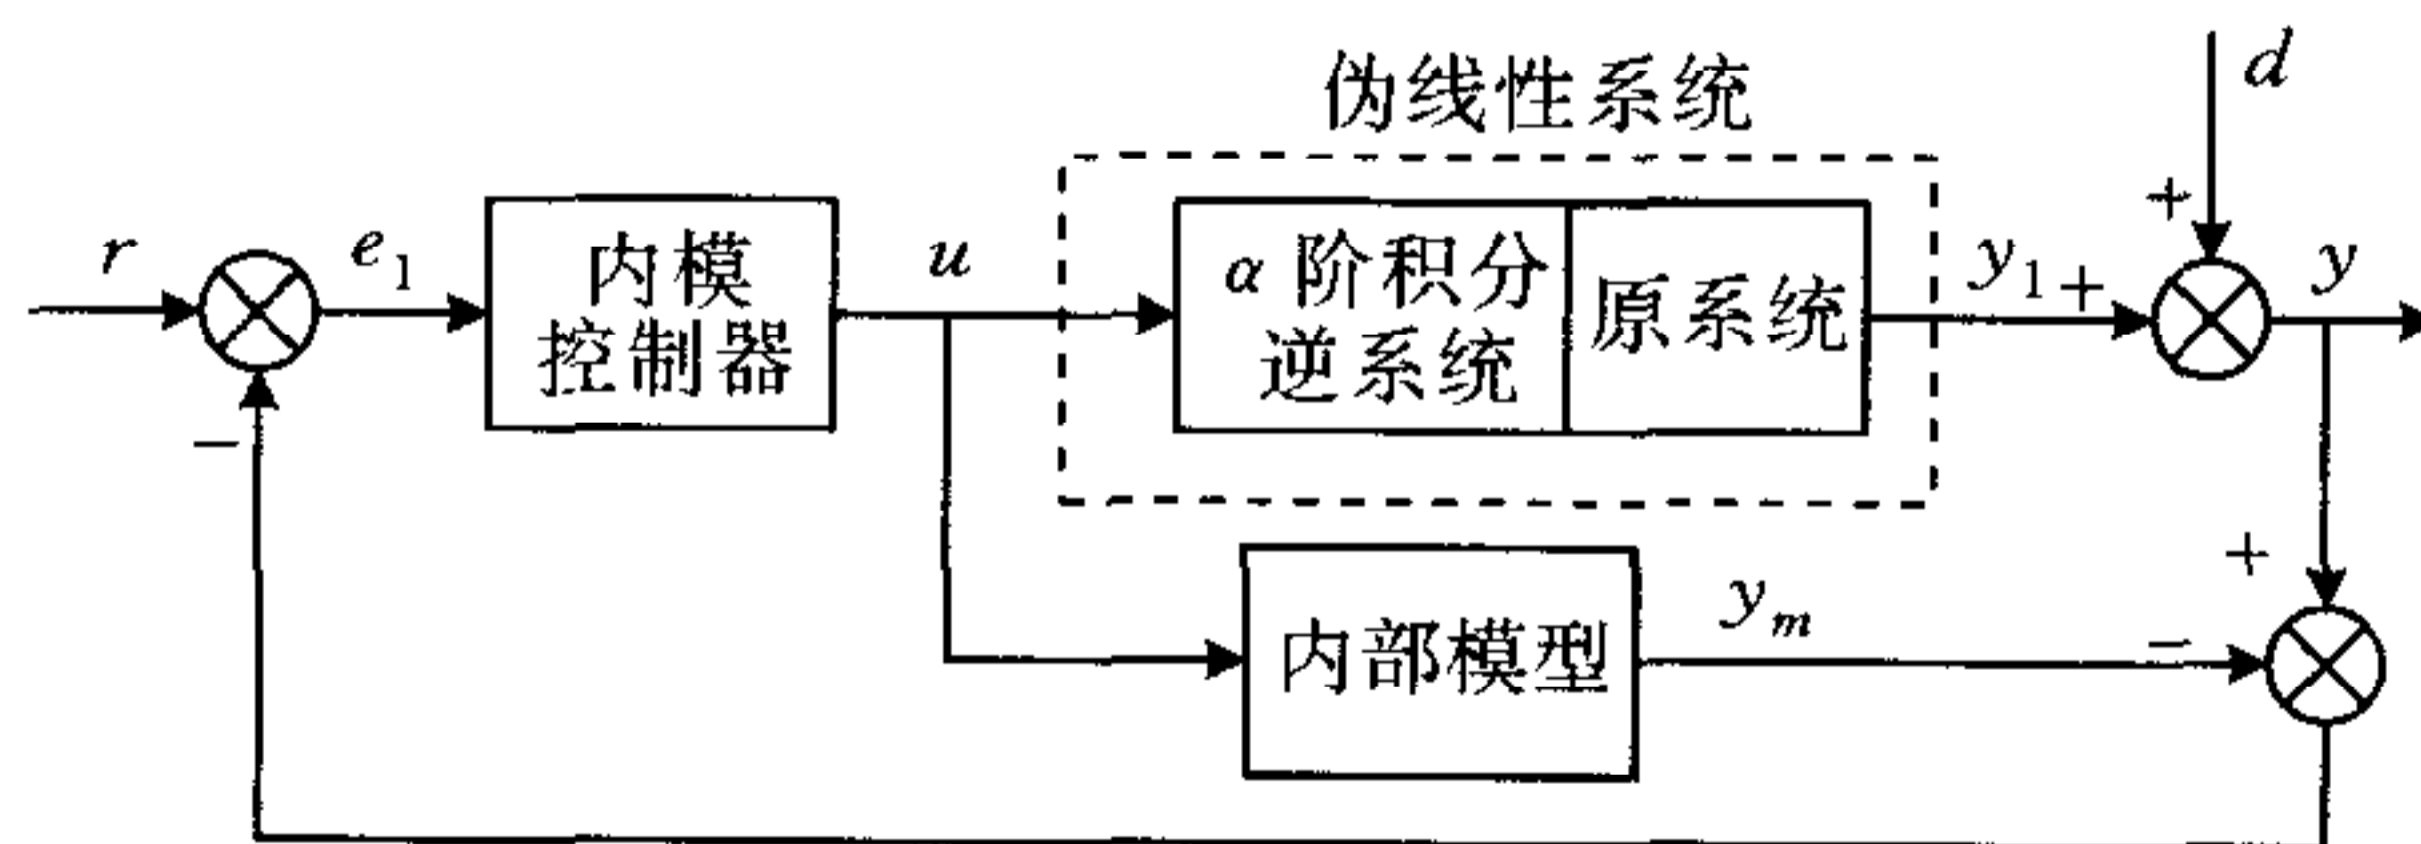 伪线性系统
d
+
r
e1
内模
控制器
u
α 阶积分
逆系统
原系统
y1
+
y
−
+
内部模型
ym
−